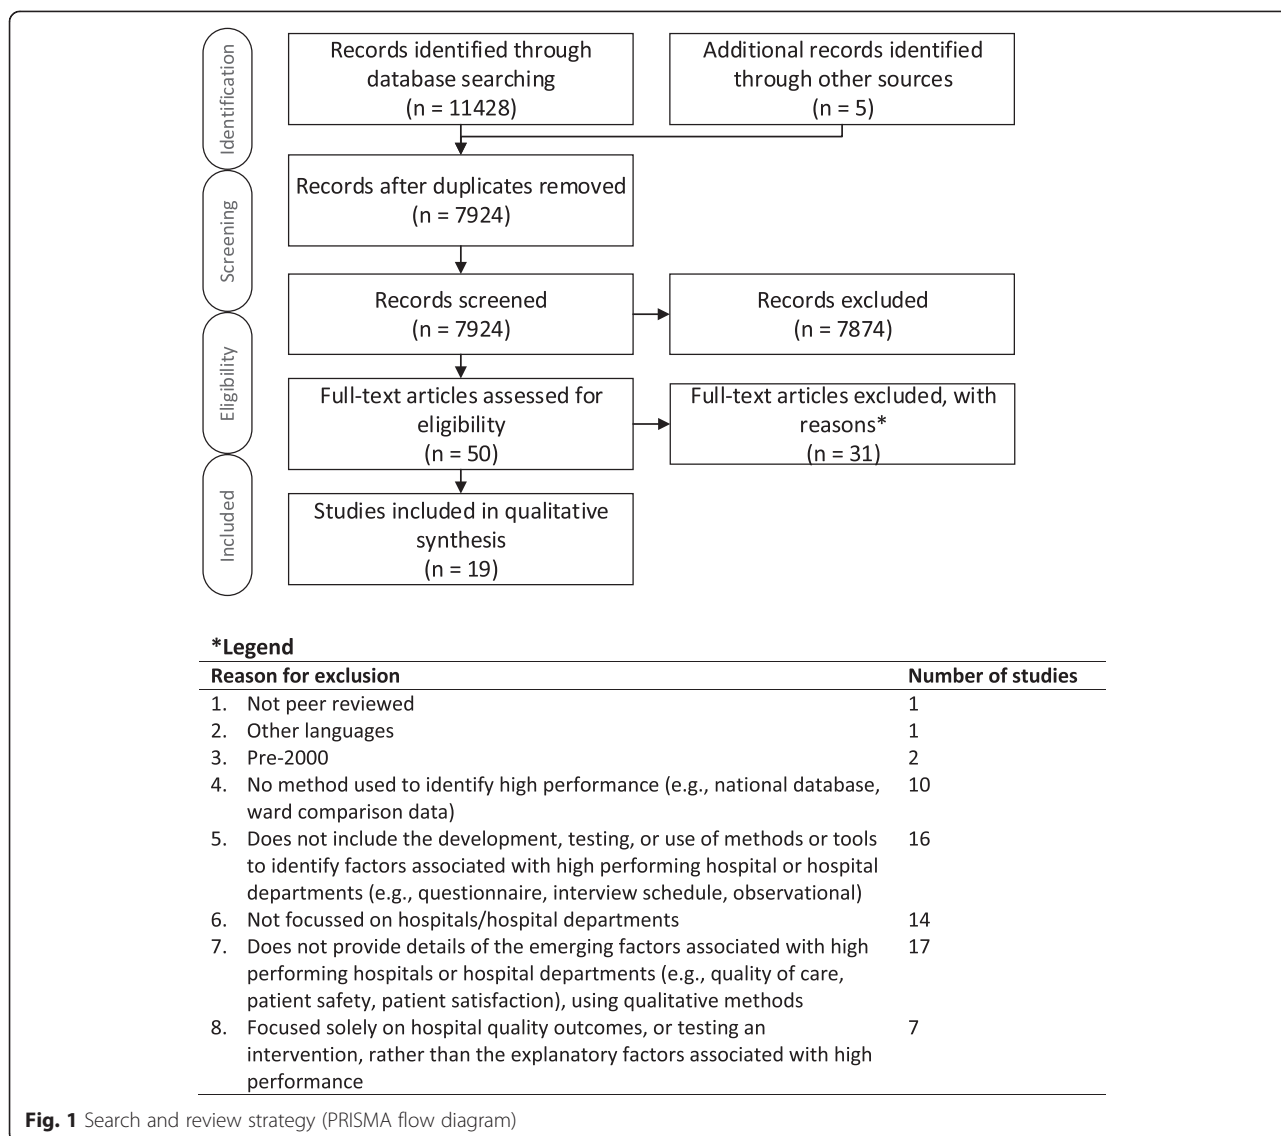 Identification
Records identified through
database searching
(n = 11428)
Additional records identified
through other sources
(n = 5)
Screening
Records after duplicates removed
(n = 7924)
Records screened
(n = 7924)
Records excluded
(n = 7874)
Eligibility
Full-text articles assessed for
eligibility
(n = 50)
Full-text articles excluded, with
reasons*
(n = 31)
Included
Studies included in qualitative
synthesis
(n = 19)
*Legend
Reason for exclusion Number of studies
1. Not peer reviewed 1
2. Other languages 1
3. Pre-2000 2
4. No method used to identify high performance (e.g., national database, 10
ward comparison data)
5. Does not include the development, testing, or use of methods or tools 16
to identify factors associated with high performing hospital or hospital
departments (e.g., questionnaire, interview schedule, observational)
6. Not focussed on hospitals/hospital departments 14
7. Does not provide details of the emerging factors associated with high 17
performing hospitals or hospital departments (e.g., quality of care,
patient safety, patient satisfaction), using qualitative methods
8. Focused solely on hospital quality outcomes, or testing an 7
intervention, rather than the explanatory factors associated with high
performance
Fig. 1 Search and review strategy (PRISMA flow diagram)